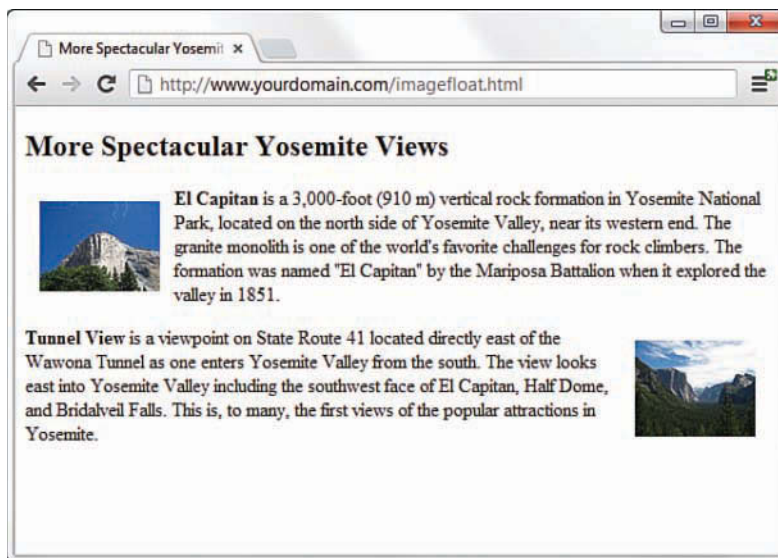 More Spectacular Yosemit
http://www.yourdomain.com/imagefloat.html
More Spectacular Yosemite Views
El Capitan is a 3,000-foot (910 m) vertical rock formation in Yosemite National
Park, located on the north side of Yosemite Valley, near its western end. The
granite monolith is one of the world's favorite challenges for rock climbers. The
formation was named "El Capitan" by the Mariposa Battalion when it explored the
valley in 1851.
Tunnel View is a viewpoint on State Route 41 located directly east of the
Wawona Tunnel as one enters Yosemite Valley from the south. The view looks
east into Yosemite Valley including the southwest face of El Capitan, Half Dome,
and Bridalveil Falls. This is, to many, the first views of the popular attractions in
Yosemite.